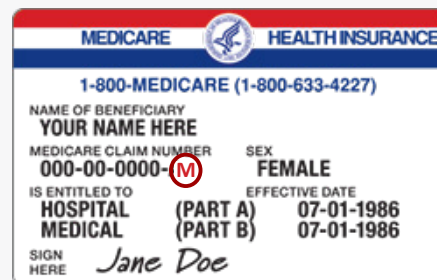 MEDICARE HEALTH INSURANCE
1-800-MEDICARE (1-800-633-4227)
NAME OF BENEFICIARY
YOUR NAME HERE
MEDICARE CLAIM NUMBER SEX
000-00-0000-M FEMALE
IS ENTITLED TO EFFECTIVE DATE
HOSPITAL (PART A) 07-01-1986
MEDICAL (PART B) 07-01-1986
SIGN HERE Jane Doe